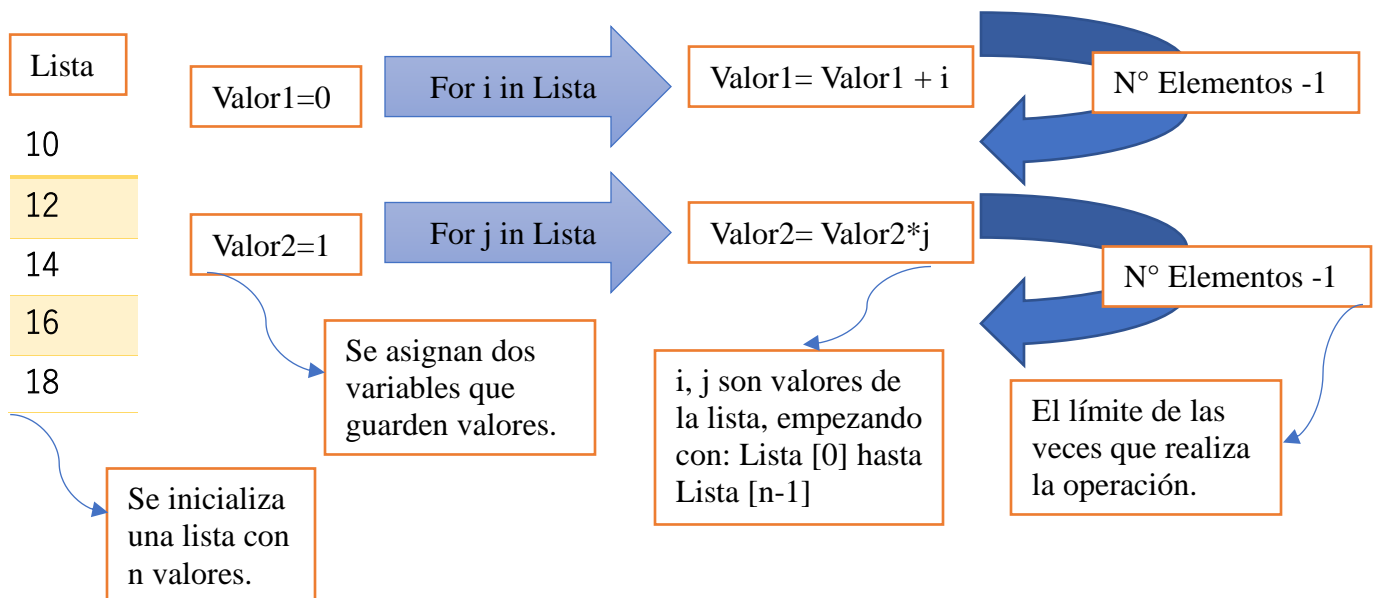 Lista
10
12
14
16
18
Valor1=0
For i in Lista
Valor1= Valor1 + i
N° Elementos -1
Valor2=1
For j in Lista
Valor2= Valor2*j
N° Elementos -1
Se inicializa
una lista con
n valores.
Se asignan dos
variables que
guarden valores.
i, j son valores de
la lista, empezando
con: Lista [0] hasta
Lista [n-1]
El límite de las
veces que realiza
la operación.